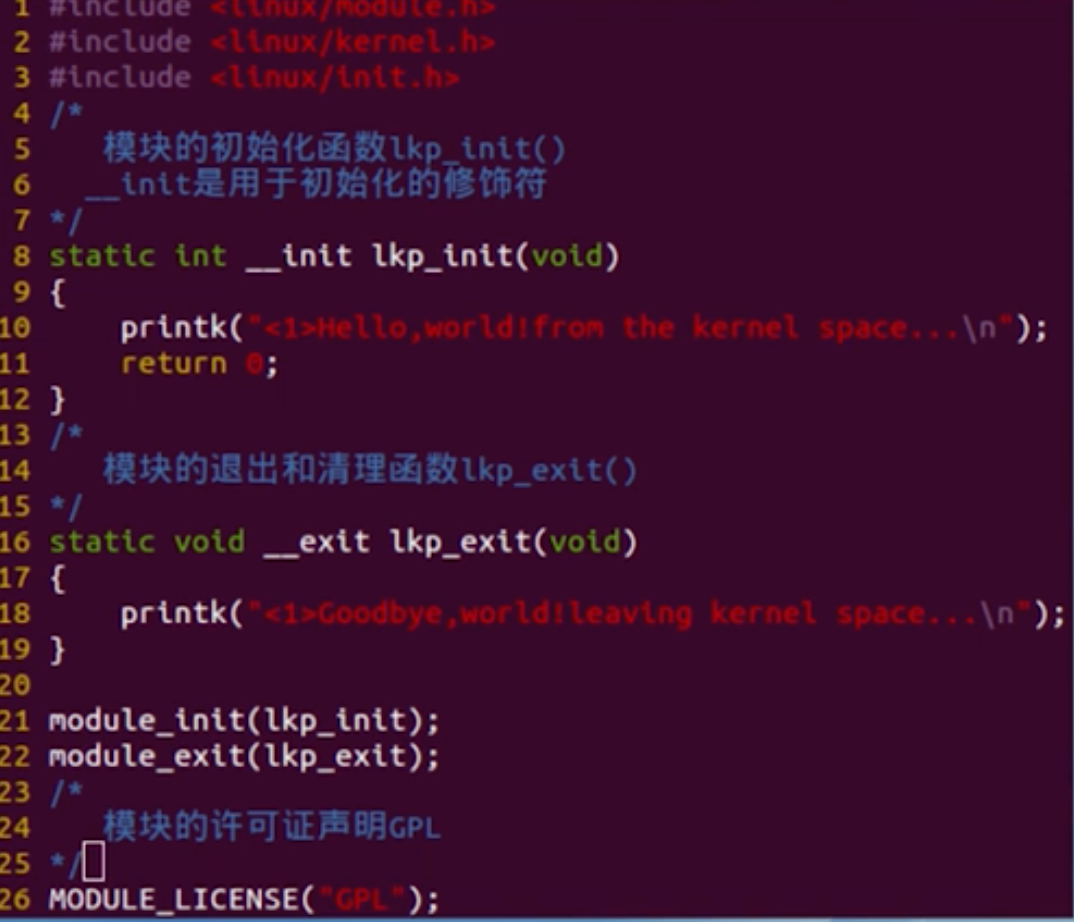 1 #include <linux/module.h>
2 #include <linux/kernel.h>
3 #include <linux/init.h>
4 /*
5    模块的初始化函数lkp_init()
6   __init是用于初始化的修饰符
7 */
8 static int __init lkp_init(void)
9 {
10     printk("<1>Hello,world!from the kernel space...\n");
11     return 0;
12 }
13 /*
14    模块的退出和清理函数lkp_exit()
15 */
16 static void __exit lkp_exit(void)
17 {
18     printk("<1>Goodbye,world!leaving kernel space...\n");
19 }
20
21 module_init(lkp_init);
22 module_exit(lkp_exit);
23 /*
24    模块的许可证声明GPL
25 */
26 MODULE_LICENSE("GPL");